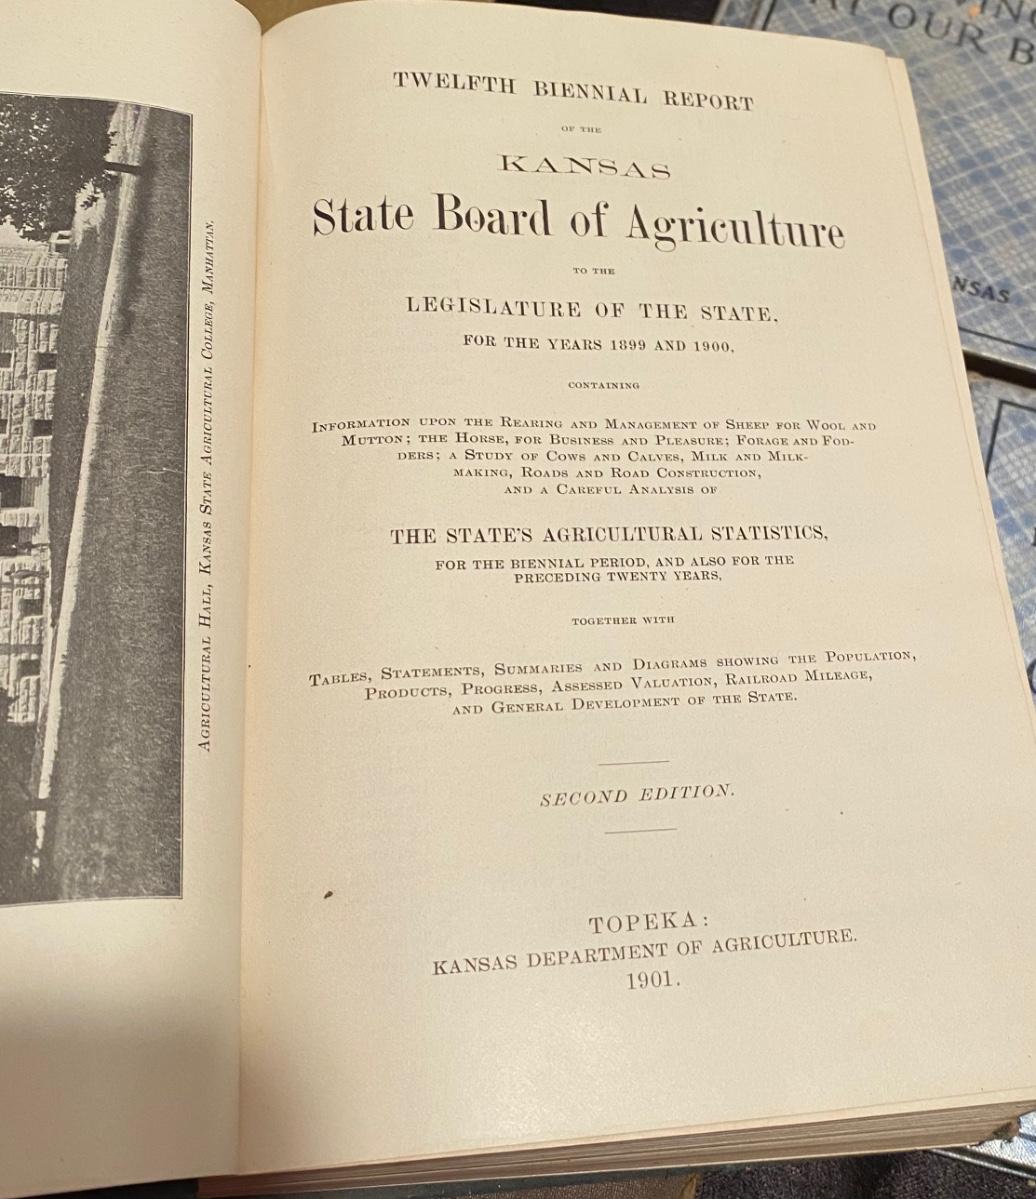 AGRICULTURAL HALL, KANSAS STATE AGRICULTURAL COLLEGE, MANHATTAN.
TWELFTH BIENNIAL REPORT
OF THE
KANSAS
State Board of Agriculture
TO THE
LEGISLATURE OF THE STATE,
FOR THE YEARS 1899 AND 1900,
CONTAINING
INFORMATION UPON THE REARING AND MANAGEMENT OF SHEEP FOR WOOL AND
MUTTON; THE HORSE, FOR BUSINESS AND PLEASURE; FORAGE AND FOD-
DERS; A STUDY OF COWS AND CALVES, MILK AND MILK-
MAKING, ROADS AND ROAD CONSTRUCTION,
AND A CAREFUL ANALYSIS OF
THE STATE'S AGRICULTURAL STATISTICS,
FOR THE BIENNIAL PERIOD, AND ALSO FOR THE
PRECEDING TWENTY YEARS,
TOGETHER WITH
TABLES, STATEMENTS, SUMMARIES AND DIAGRAMS SHOWING THE POPULATION,
PRODUCTS, PROGRESS, ASSESSED VALUATION, RAILROAD MILEAGE,
AND GENERAL DEVELOPMENT OF THE STATE.
SECOND EDITION.
TOPEKA:
KANSAS DEPARTMENT OF AGRICULTURE.
1901.
OUR
NSAS